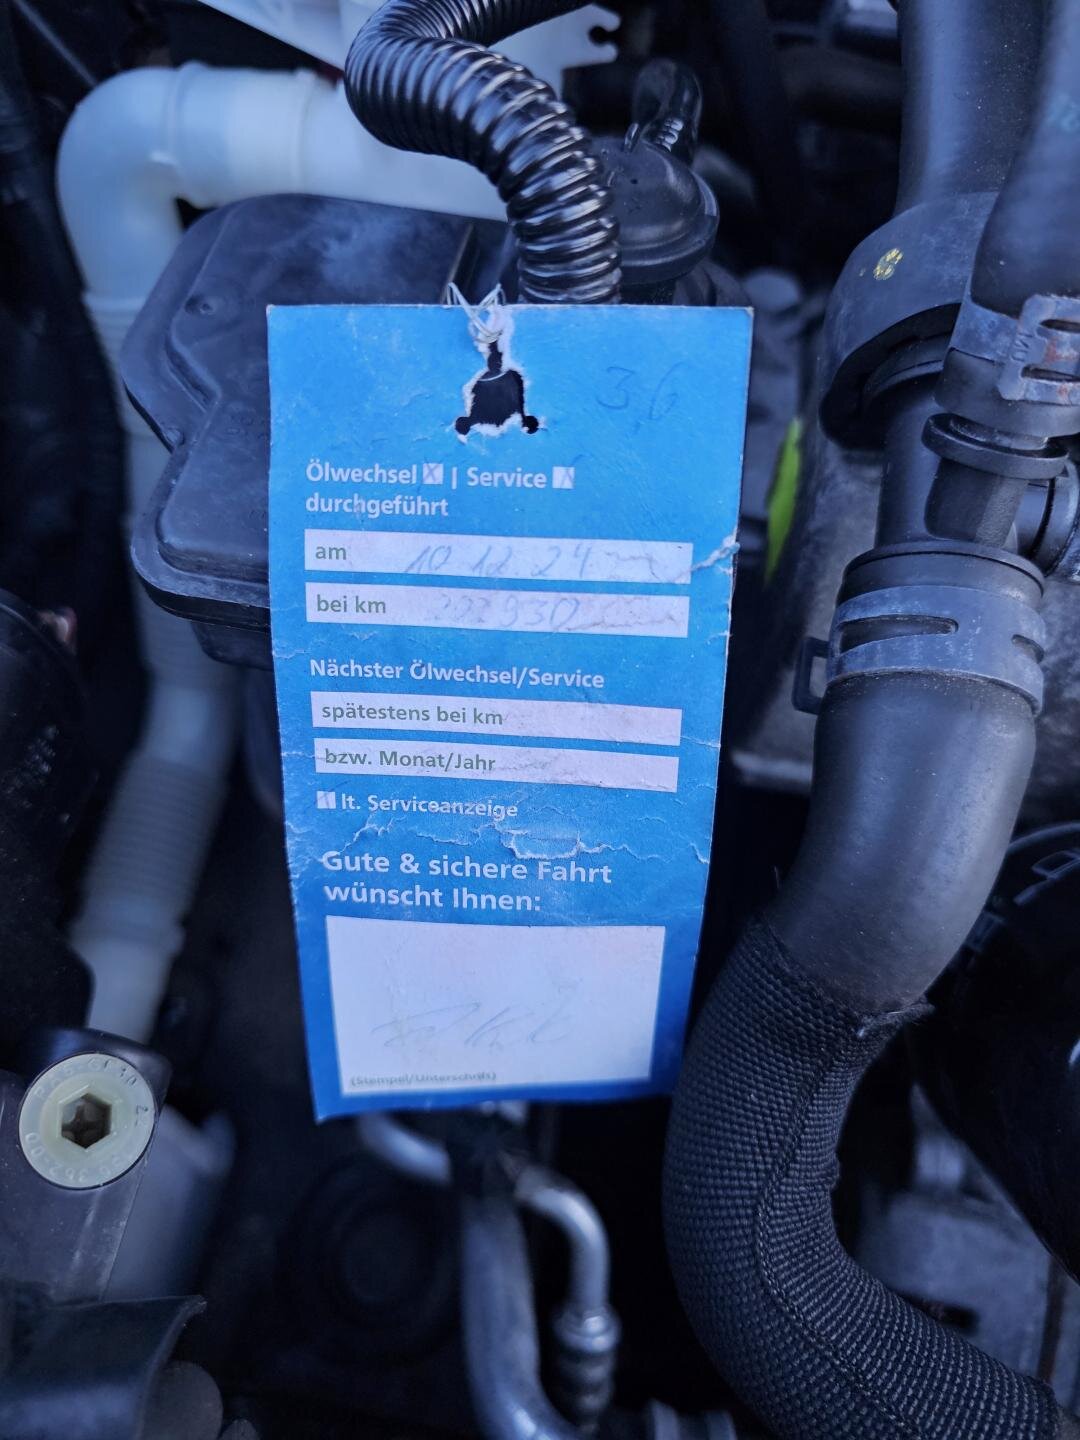 3,6
Ölwechsel ☒ | Service ☒
durchgeführt
am 10 12 24
bei km
Nächster Ölwechsel/Service
spätestens bei km
bzw. Monat/Jahr
☒ lt. Serviceanzeige
Gute & sichere Fahrt
wünscht Ihnen:
(Stempel/Unterschrift)